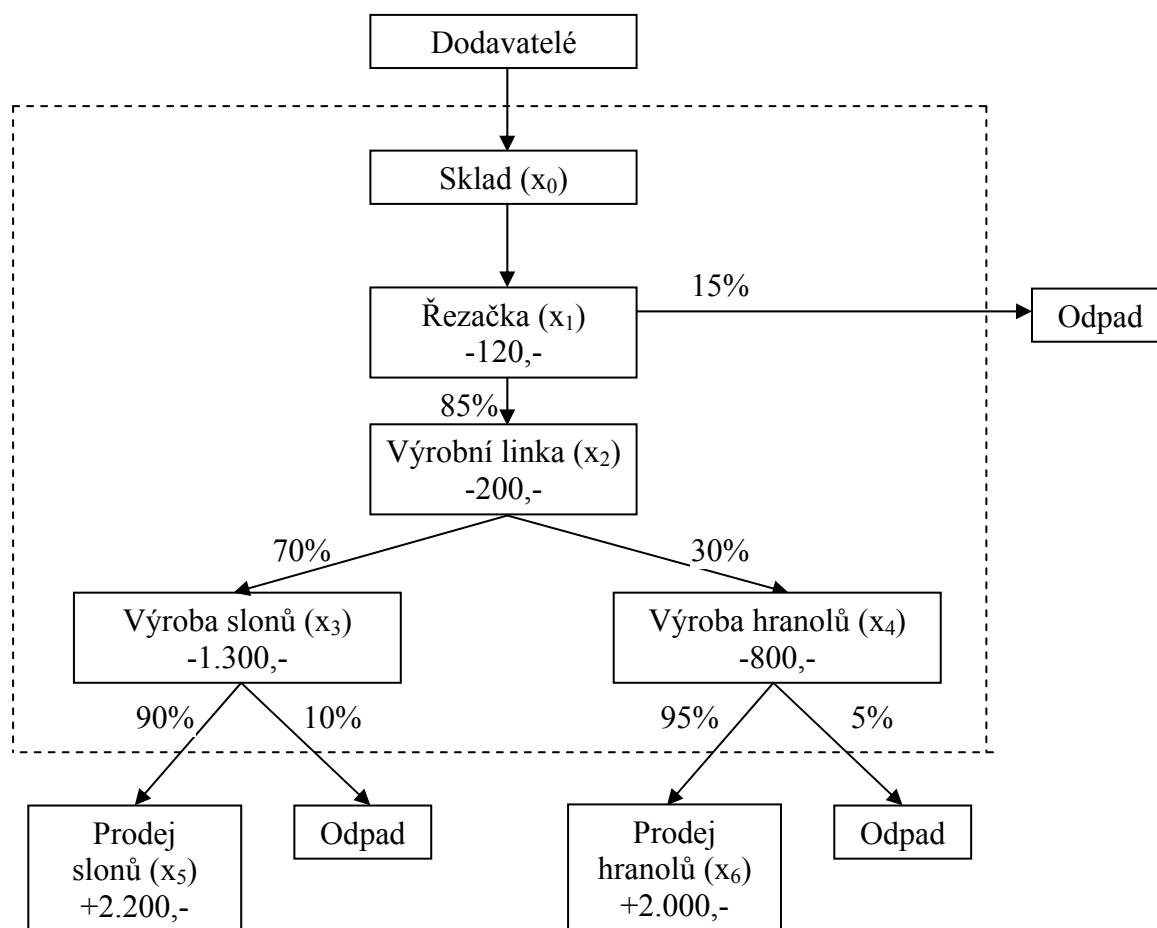 Dodavatelé
Sklad (x₀)
15%
Řezačka (x₁)
-120,-
Odpad
85%
Výrobní linka (x₂)
-200,-
70%
30%
Výroba slonů (x₃)
-1.300,-
Výroba hranolů (x₄)
-800,-
90%
10%
95%
5%
Prodej
slonů (x₅)
+2.200,-
Odpad
Prodej
hranolů (x₆)
+2.000,-
Odpad